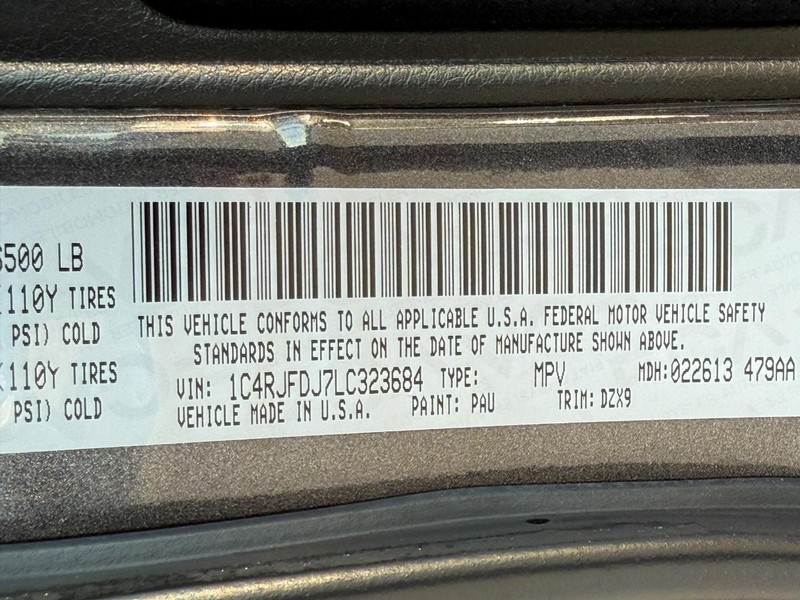 6500 LB
110Y TIRES
PSI) COLD
110Y TIRES
PSI) COLD
THIS VEHICLE CONFORMS TO ALL APPLICABLE U.S.A. FEDERAL MOTOR VEHICLE SAFETY
STANDARDS IN EFFECT ON THE DATE OF MANUFACTURE SHOWN ABOVE.
VIN: 1C4RJFDJ7LC323684 TYPE: MPV MDH:022613 479AA
VEHICLE MADE IN U.S.A. PAINT: PAU TRIM: DZX9